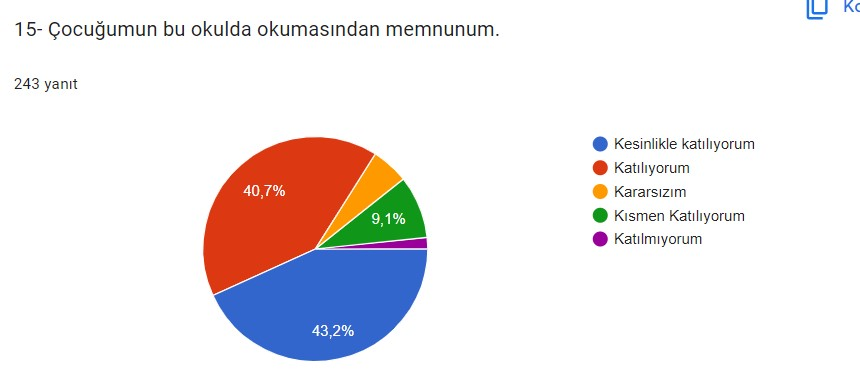 15- Çocuğumun bu okulda okumasından memnunum.
243 yanıt
Kesinlikle katılıyorum
Katılıyorum
Kararsızım
Kısmen Katılıyorum
Katılmıyorum
40,7%
9,1%
43,2%